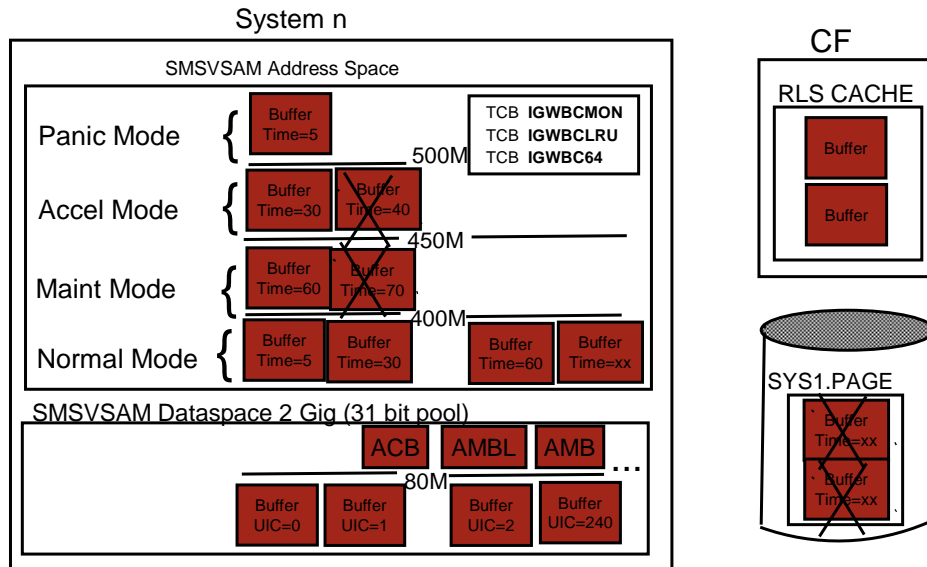 System n
SMSVSAM Address Space
Panic Mode
{
Buffer
Time=5
TCB IGWBCMON
TCB IGWBCLRU
TCB IGWBC64
500M
Accel Mode
{
Buffer
Time=30
Buffer
Time=40
450M
Maint Mode
{
Buffer
Time=60
Buffer
Time=70
400M
Normal Mode
{
Buffer
Time=5
Buffer
Time=30
Buffer
Time=60
Buffer
Time=xx
SMSVSAM Dataspace 2 Gig (31 bit pool)
ACB
AMBL
AMB
...
80M
Buffer
UIC=0
Buffer
UIC=1
Buffer
UIC=2
Buffer
UIC=240
CF
RLS CACHE
Buffer
Buffer
SYS1.PAGE
Buffer
Time=xx
Buffer
Time=xx